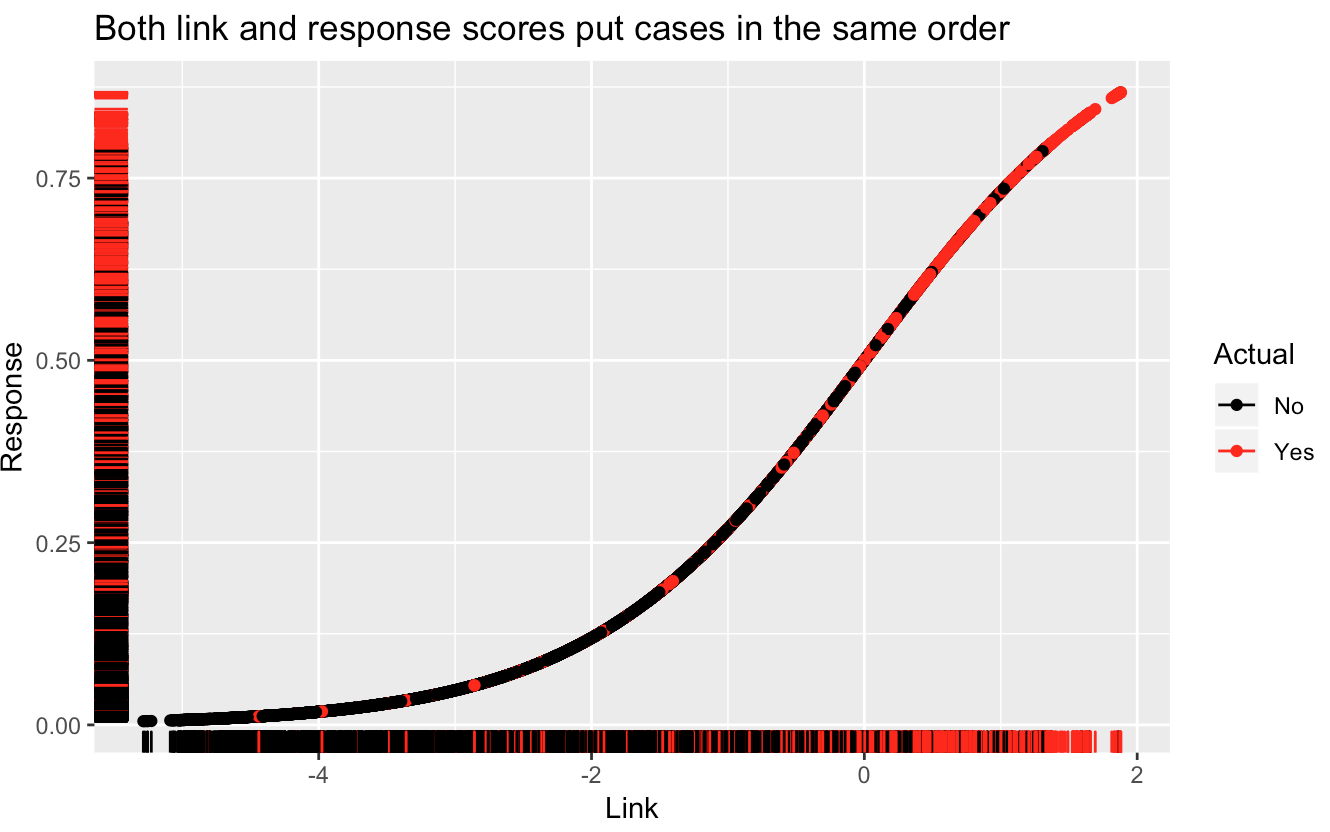 Both link and response scores put cases in the same order
Response
0.75
0.50
0.25
0.00
-4
-2
0
2
Link
Actual
No
Yes